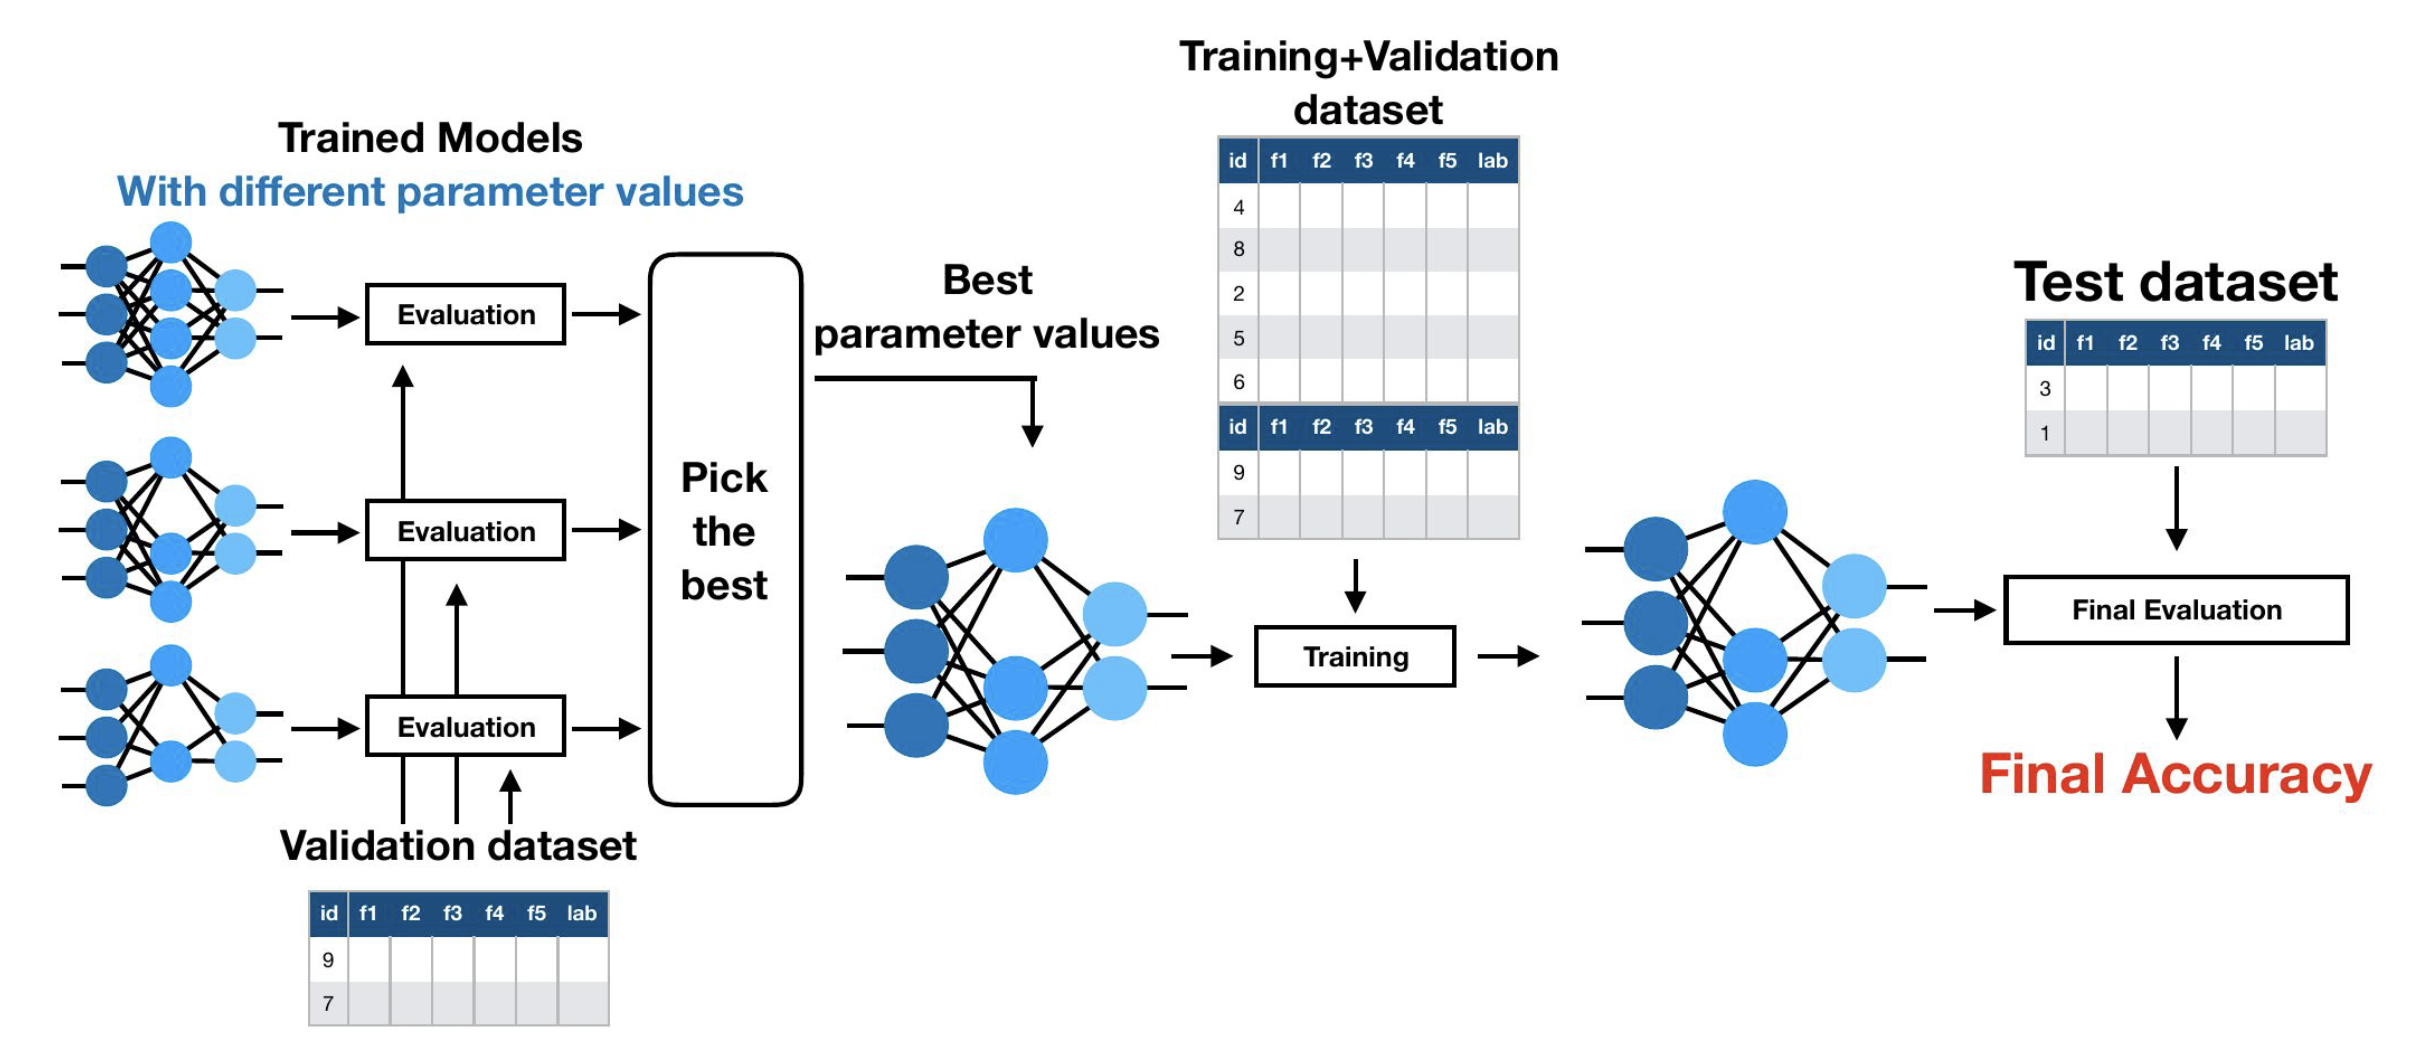 Trained Models
With different parameter values
Evaluation
Evaluation
Evaluation
Validation dataset
id f1 f2 f3 f4 f5 lab
9
7
Pick
the
best
Best
parameter values
Training+Validation
dataset
id f1 f2 f3 f4 f5 lab
4
8
2
5
6
id f1 f2 f3 f4 f5 lab
9
7
Training
Test dataset
id f1 f2 f3 f4 f5 lab
3
1
Final Evaluation
Final Accuracy